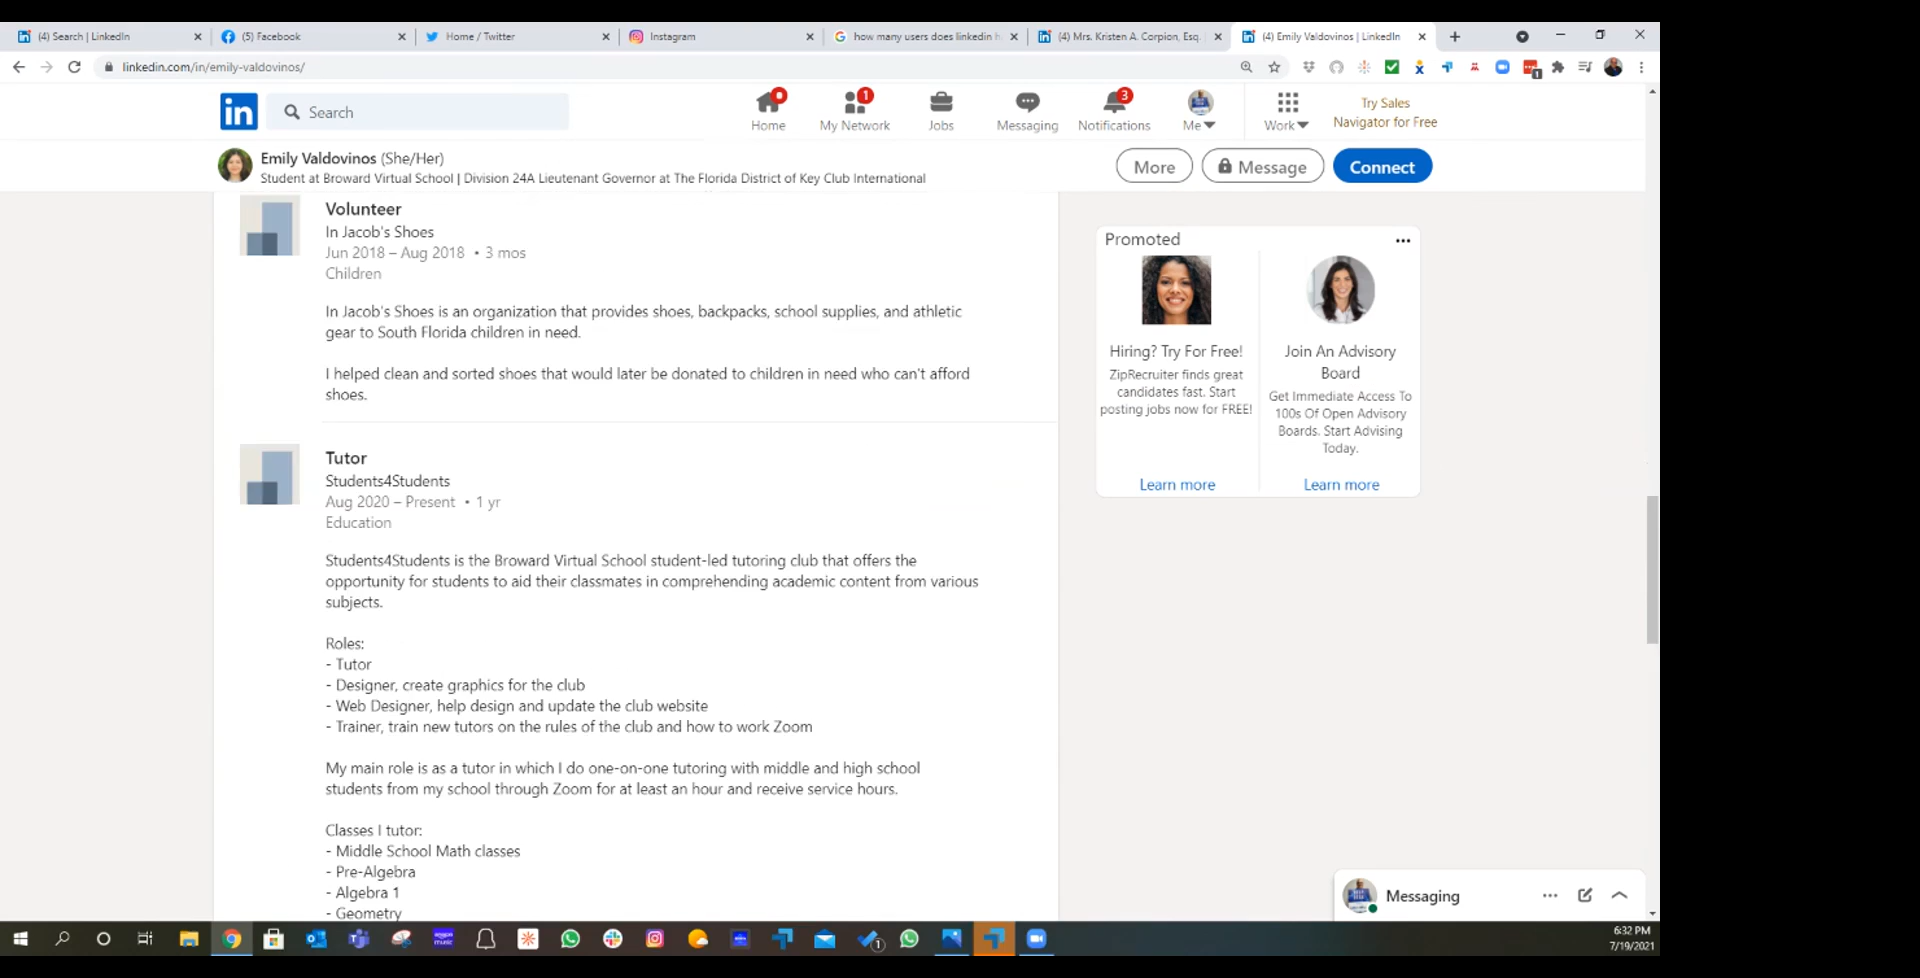 (4) Search | LinkedIn
(5) Facebook
Home / Twitter
Instagram
how many users does linkedin h
(4) Mrs. Kristen A. Corpion, Esq.
(4) Emily Valdovinos | LinkedIn
linkedin.com/in/emily-valdovinos/
1
in
Search
Home
1
My Network
Jobs
Messaging
3
Notifications
Me
Work
Try Sales
Navigator for Free
Emily Valdovinos (She/Her)
Student at Broward Virtual School | Division 24A Lieutenant Governor at The Florida District of Key Club International
More
Message
Connect
Volunteer
In Jacob's Shoes
Jun 2018 – Aug 2018 • 3 mos
Children
In Jacob's Shoes is an organization that provides shoes, backpacks, school supplies, and athletic
gear to South Florida children in need.
I helped clean and sorted shoes that would later be donated to children in need who can't afford
shoes.
Tutor
Students4Students
Aug 2020 – Present • 1 yr
Education
Students4Students is the Broward Virtual School student-led tutoring club that offers the
opportunity for students to aid their classmates in comprehending academic content from various
subjects.
Roles:
- Tutor
- Designer, create graphics for the club
- Web Designer, help design and update the club website
- Trainer, train new tutors on the rules of the club and how to work Zoom
My main role is as a tutor in which I do one-on-one tutoring with middle and high school
students from my school through Zoom for at least an hour and receive service hours.
Classes I tutor:
- Middle School Math classes
- Pre-Algebra
- Algebra 1
- Geometry
Promoted
Hiring? Try For Free!
ZipRecruiter finds great
candidates fast. Start
posting jobs now for FREE!
Learn more
Join An Advisory
Board
Get Immediate Access To
100s Of Open Advisory
Boards. Start Advising
Today.
Learn more
Messaging
1
6:32 PM
7/19/2021